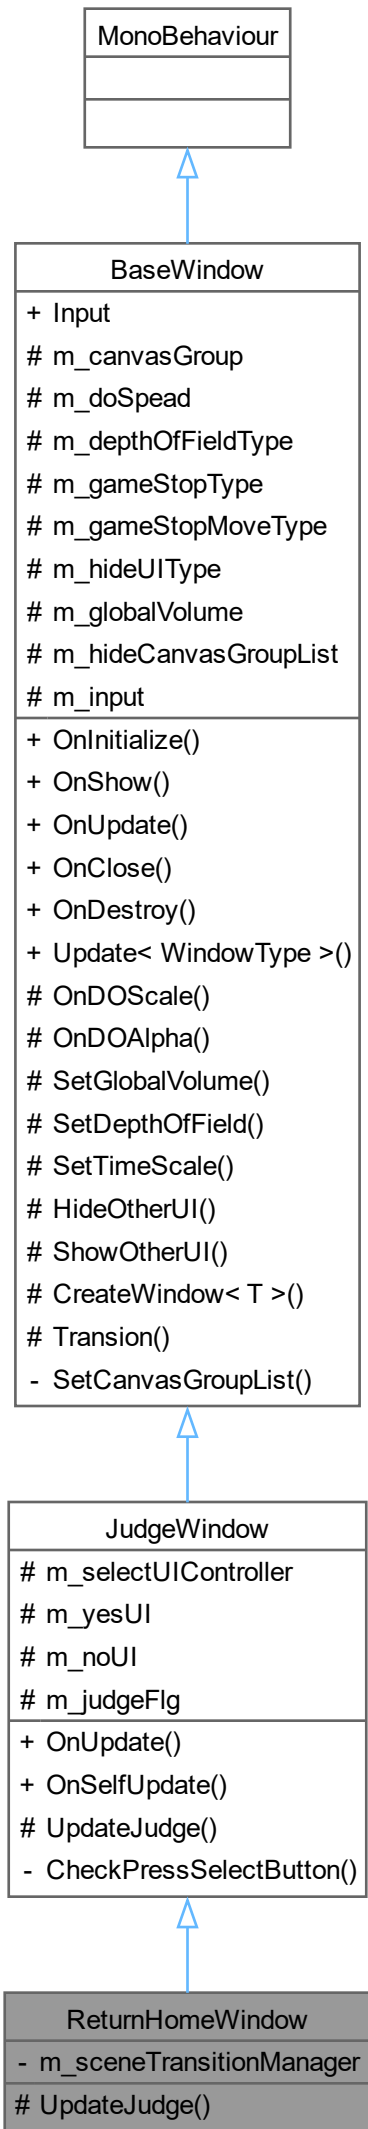 MonoBehaviour
BaseWindow
+ Input
# m_canvasGroup
# m_doSpead
# m_depthOfFieldType
# m_gameStopType
# m_gameStopMoveType
# m_hideUIType
# m_globalVolume
# m_hideCanvasGroupList
# m_input
+ OnInitialize()
+ OnShow()
+ OnUpdate()
+ OnClose()
+ OnDestroy()
+ Update< WindowType >()
# OnDOScale()
# OnDOAlpha()
# SetGlobalVolume()
# SetDepthOfField()
# SetTimeScale()
# HideOtherUI()
# ShowOtherUI()
# CreateWindow< T >()
# Transion()
- SetCanvasGroupList()
JudgeWindow
# m_selectUIController
# m_yesUI
# m_noUI
# m_judgeFlg
+ OnUpdate()
+ OnSelfUpdate()
# UpdateJudge()
- CheckPressSelectButton()
ReturnHomeWindow
- m_sceneTransitionManager
# UpdateJudge()